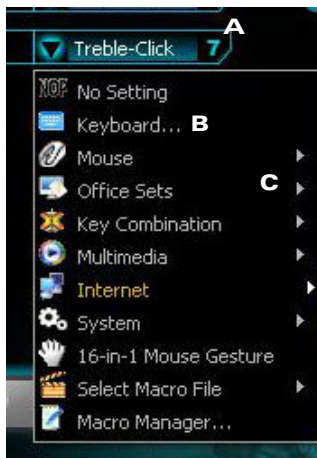 A
Treble-Click 7
NOP No Setting
Keyboard... B
Mouse
Office Sets C
Key Combination
Multimedia
Internet
System
16-in-1 Mouse Gesture
Select Macro File
Macro Manager...